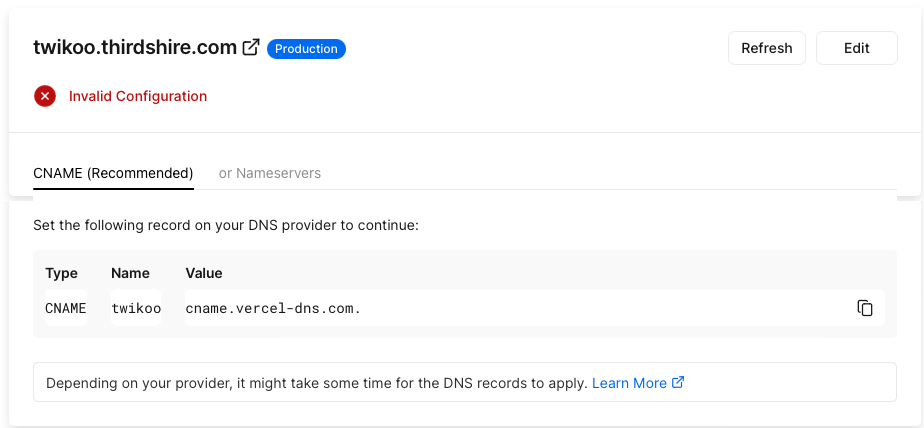 twikoo.thirdshire.com Production Refresh Edit
Invalid Configuration
CNAME (Recommended) or Nameservers
Set the following record on your DNS provider to continue:
Type Name Value
CNAME twikoo cname.vercel-dns.com.
Depending on your provider, it might take some time for the DNS records to apply. Learn More